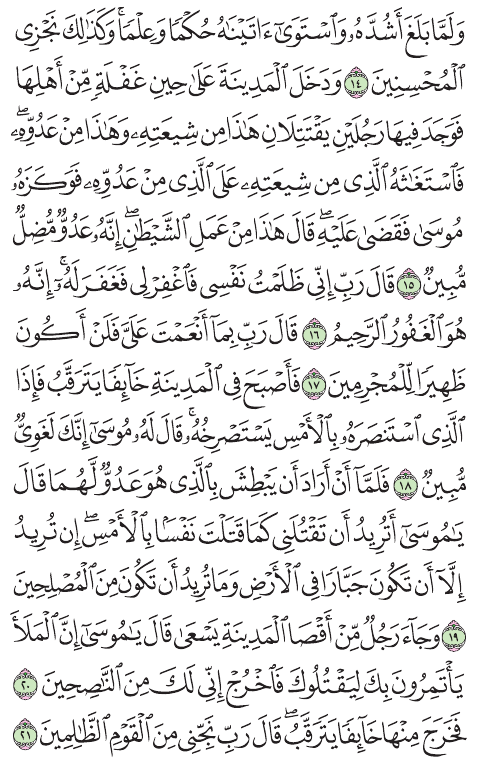 وَلَمَّا بَلَغَ أَشُدَّهُۥ وَٱسْتَوَىٰٓ ءَاتَيْنَٰهُ حُكْمًا وَعِلْمًا ۚ وَكَذَٰلِكَ نَجْزِى
ٱلْمُحْسِنِينَ ١٤ وَدَخَلَ ٱلْمَدِينَةَ عَلَىٰ حِينِ غَفْلَةٍ مِّنْ أَهْلِهَا
فَوَجَدَ فِيهَا رَجُلَيْنِ يَقْتَتِلَانِ هَٰذَا مِن شِيعَتِهِۦ وَهَٰذَا مِنْ عَدُوِّهِۦ ۖ
فَٱسْتَغَٰثَهُ ٱلَّذِى مِن شِيعَتِهِۦ عَلَى ٱلَّذِى مِنْ عَدُوِّهِۦ فَوَكَزَهُۥ
مُوسَىٰ فَقَضَىٰ عَلَيْهِ ۖ قَالَ هَٰذَا مِنْ عَمَلِ ٱلشَّيْطَٰنِ ۖ إِنَّهُۥ عَدُوٌّ مُّضِلٌّ
مُّبِينٌ ١٥ قَالَ رَبِّ إِنِّى ظَلَمْتُ نَفْسِى فَٱغْفِرْ لِى فَغَفَرَ لَهُۥٓ ۚ إِنَّهُۥ
هُوَ ٱلْغَفُورُ ٱلرَّحِيمُ ١٦ قَالَ رَبِّ بِمَآ أَنْعَمْتَ عَلَىَّ فَلَنْ أَكُونَ
ظَهِيرًا لِّلْمُجْرِمِينَ ١٧ فَأَصْبَحَ فِى ٱلْمَدِينَةِ خَآئِفًا يَتَرَقَّبُ فَإِذَا
ٱلَّذِى ٱسْتَنصَرَهُۥ بِٱلْأَمْسِ يَسْتَصْرِخُهُۥ ۚ قَالَ لَهُۥ مُوسَىٰٓ إِنَّكَ لَغَوِىٌّ
مُّبِينٌ ١٨ فَلَمَّآ أَنْ أَرَادَ أَن يَبْطِشَ بِٱلَّذِى هُوَ عَدُوٌّ لَّهُمَا قَالَ
يَٰمُوسَىٰٓ أَتُرِيدُ أَن تَقْتُلَنِى كَمَا قَتَلْتَ نَفْسًۢا بِٱلْأَمْسِ ۖ إِن تُرِيدُ
إِلَّآ أَن تَكُونَ جَبَّارًا فِى ٱلْأَرْضِ وَمَا تُرِيدُ أَن تَكُونَ مِنَ ٱلْمُصْلِحِينَ
١٩ وَجَآءَ رَجُلٌ مِّنْ أَقْصَا ٱلْمَدِينَةِ يَسْعَىٰ قَالَ يَٰمُوسَىٰٓ إِنَّ ٱلْمَلَأَ
يَأْتَمِرُونَ بِكَ لِيَقْتُلُوكَ فَٱخْرُجْ إِنِّى لَكَ مِنَ ٱلنَّٰصِحِينَ ٢٠
فَخَرَجَ مِنْهَا خَآئِفًا يَتَرَقَّبُ ۖ قَالَ رَبِّ نَجِّنِى مِنَ ٱلْقَوْمِ ٱلظَّٰلِمِينَ ٢١